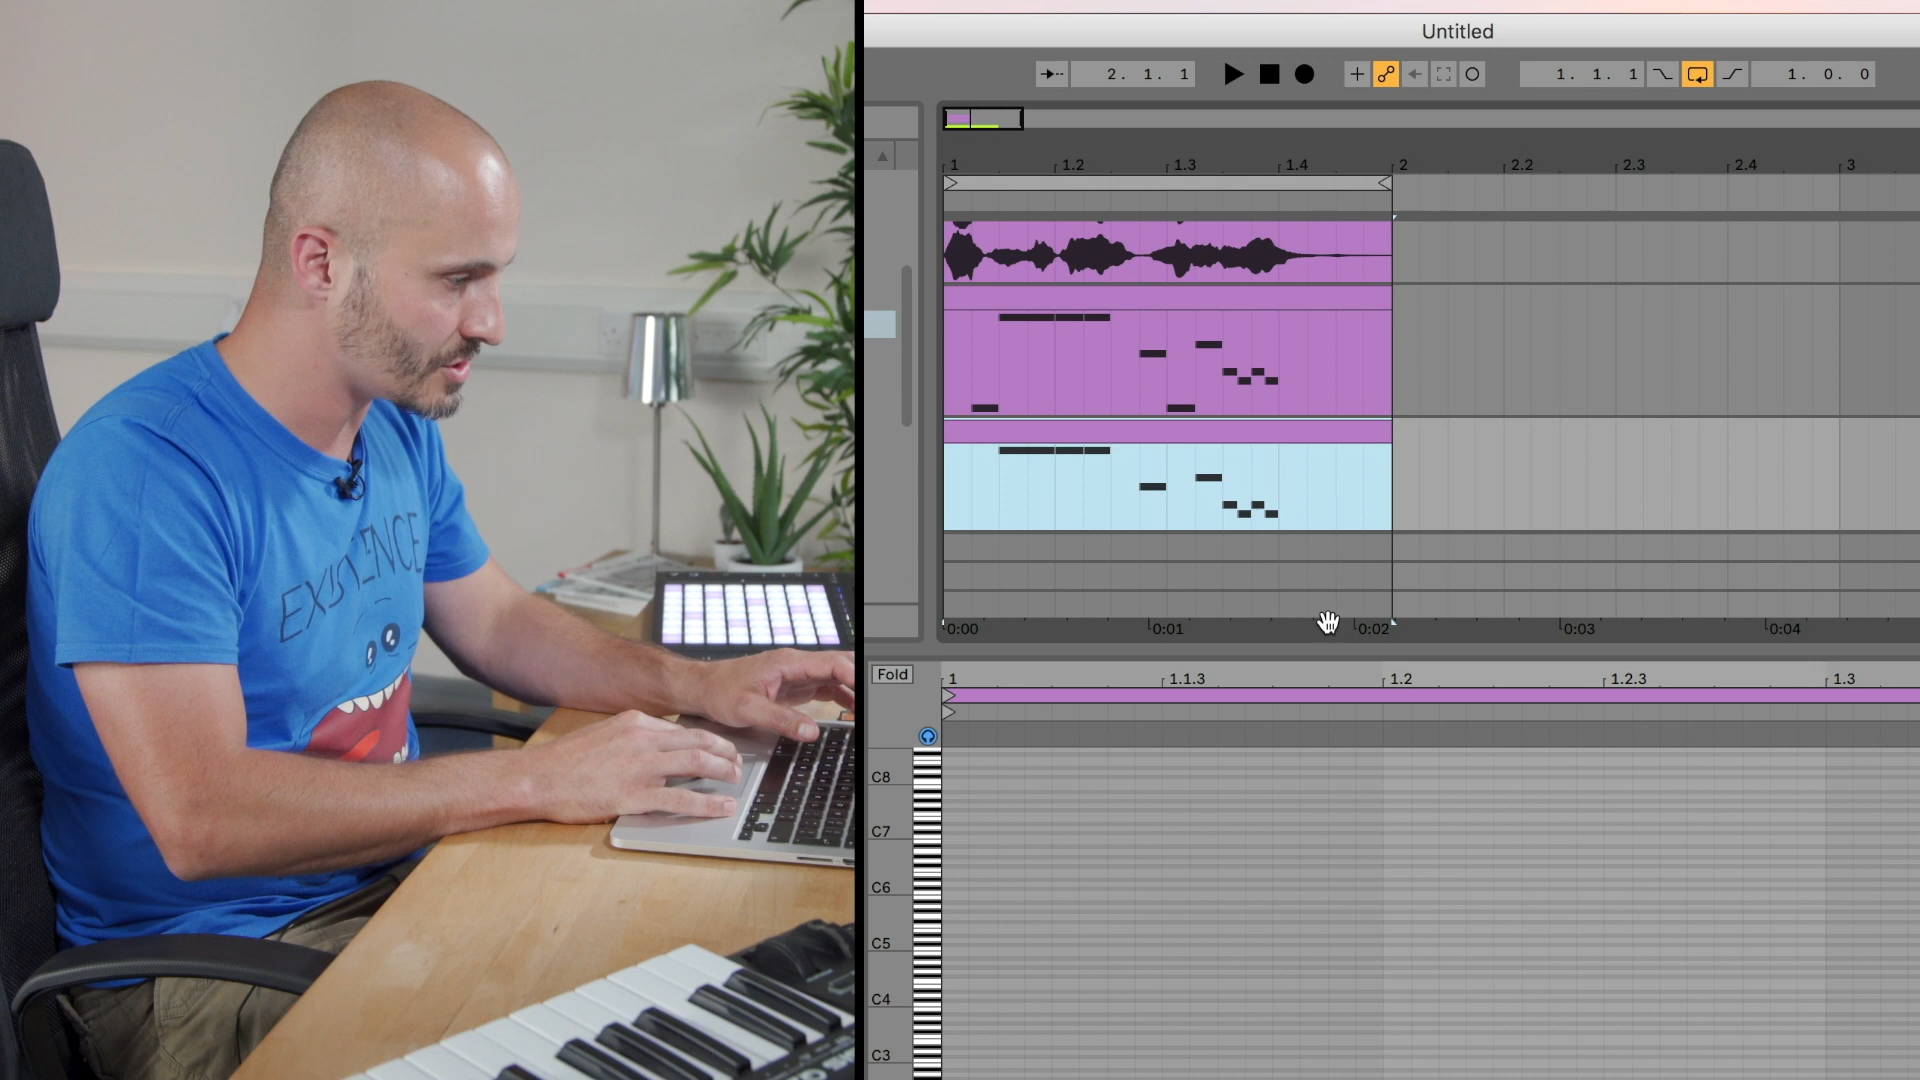 EXISTENCE
Untitled
2. 1. 1
1. 1. 1
1. 0. 0
1 1.2 1.3 1.4 2 2.2 2.3 2.4 3
0:00 0:01 0:02 0:03 0:04
Fold
1 1.1.3 1.2 1.2.3 1.3
C8
C7
C6
C5
C4
C3